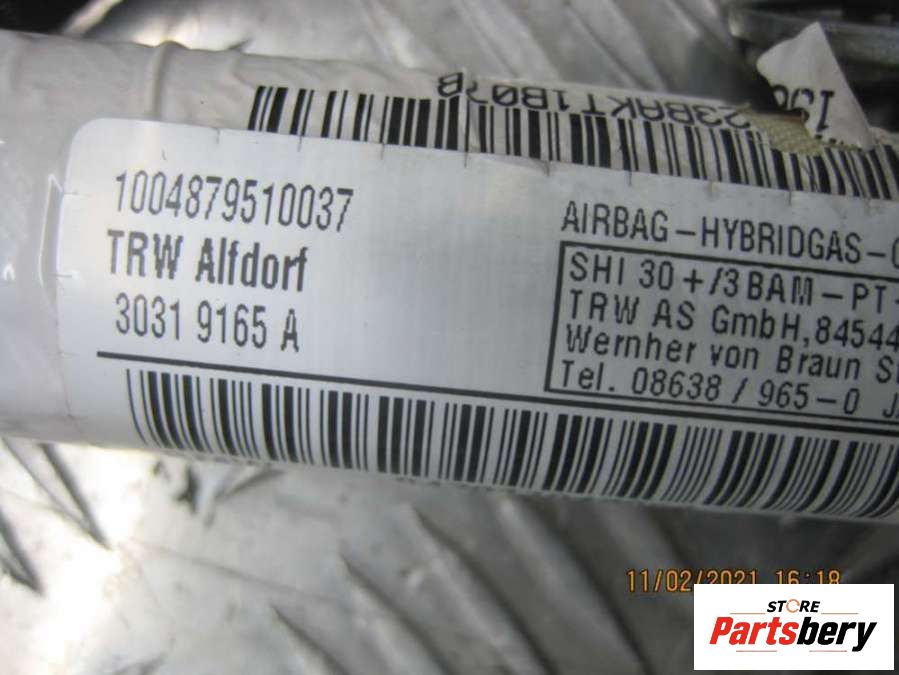 23BAKT1B07B
1004879510037
TRW Alfdorf
3031 9165 A
AIRBAG-HYBRIDGAS-
SHI 30+/3BAM-PT-
TRW AS GmbH, 84544
Wernher von Braun
Tel. 08638 / 965-0
11/02/2021 16:18
STORE
Partsbery